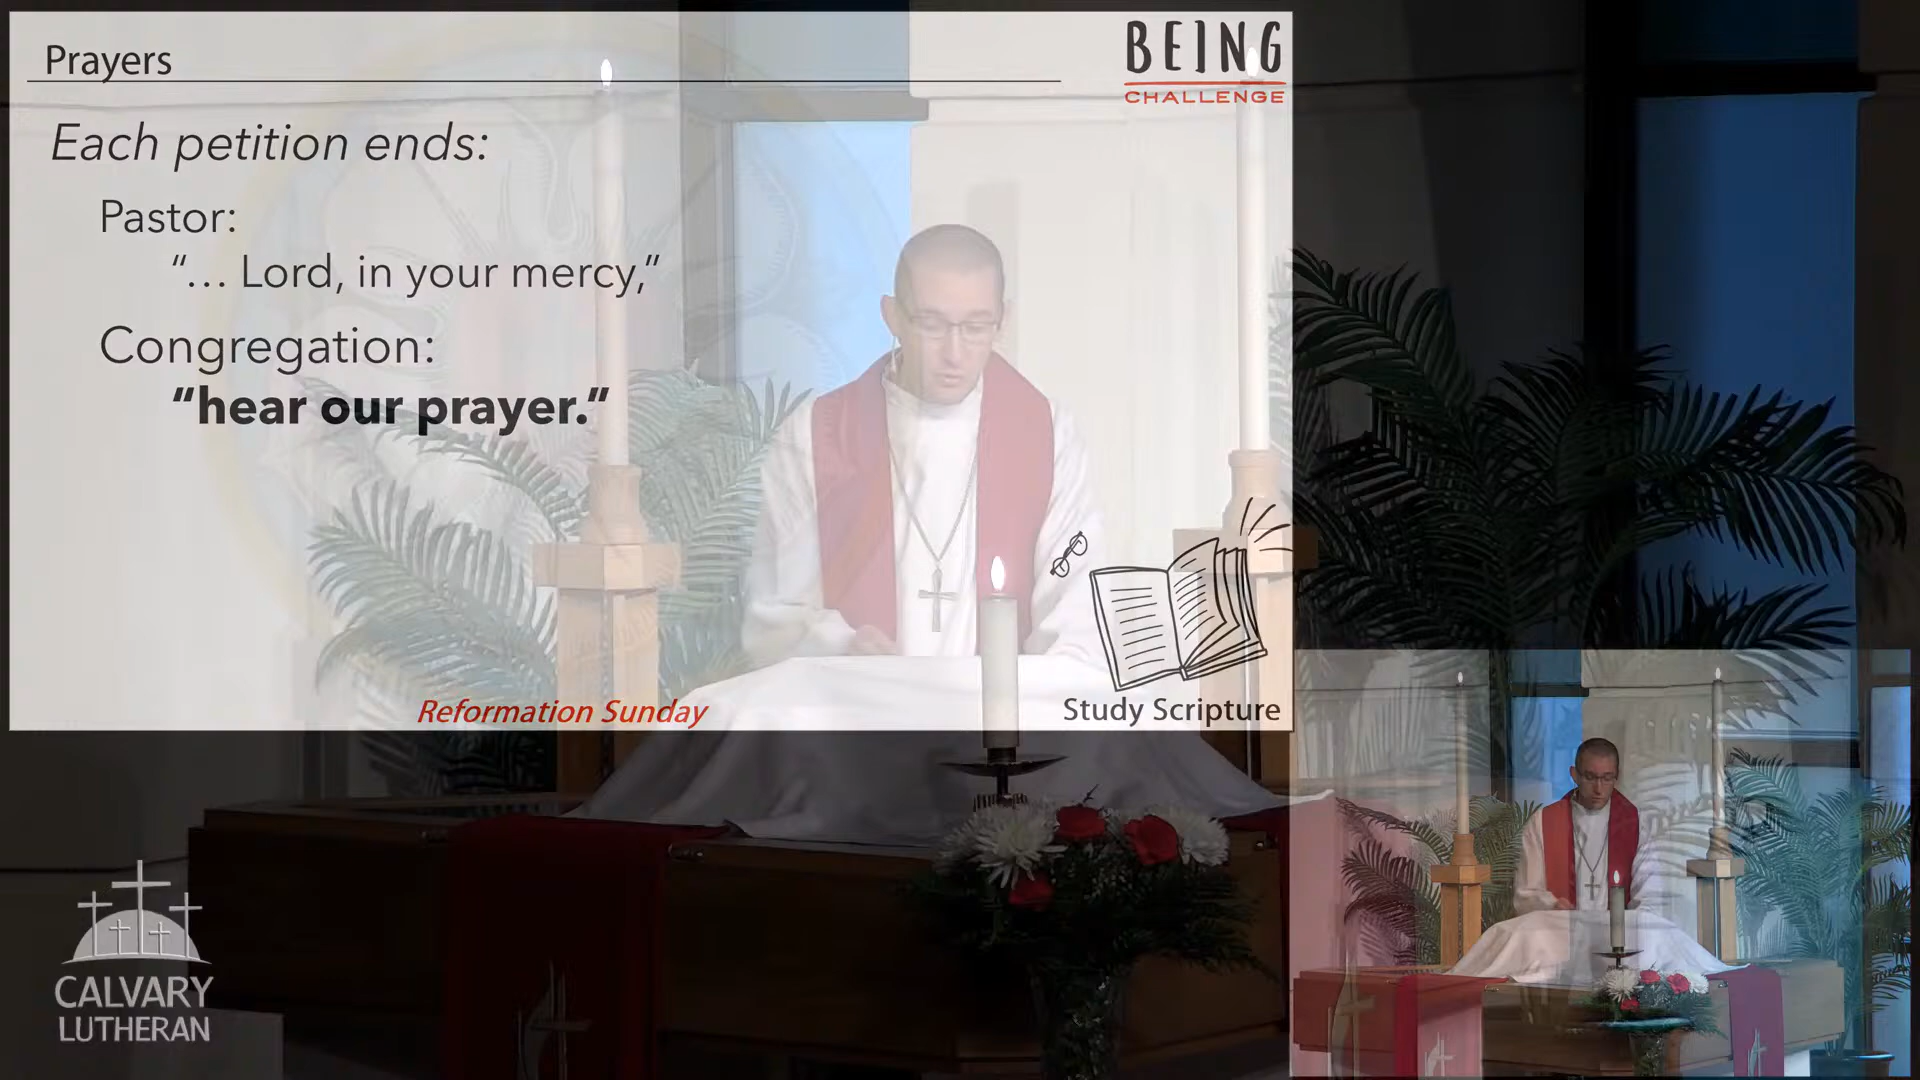 Prayers
BEING
CHALLENGE
Each petition ends:
Pastor:
“… Lord, in your mercy,”
Congregation:
“hear our prayer.”
Reformation Sunday
Study Scripture
CALVARY
LUTHERAN